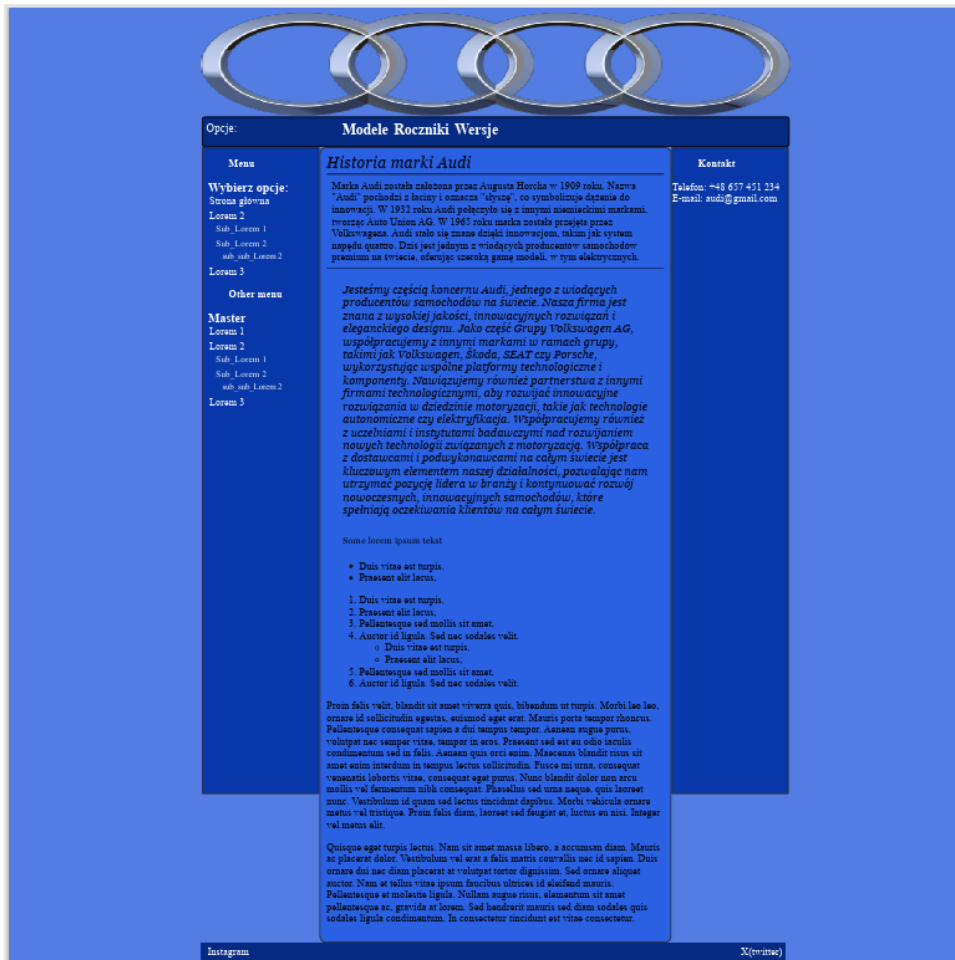 Opcje:
Modele Roczniki Wersje
Menu
Wybierz opcje:
Strona główna
Lorem 2
Sub_Lorem 1
Sub_Lorem 2
sub_sub_Lorem 2
Lorem 3
Other menu
Master
Lorem 1
Lorem 2
Sub_Lorem 1
Sub_Lorem 2
sub_sub_Lorem 2
Lorem 3
Historia marki Audi
Marka Audi została założona przez Augusta Horcha w 1909 roku. Nazwa
"Audi" pochodzi z łaciny i oznacza "słyszę", co symbolizuje dążenie do
innowacji. W 1932 roku Audi połączyło się z innymi niemieckimi markami,
tworząc Auto Union AG. W 1965 roku marka została przejęta przez
Volkswagena. Audi stało się znane dzięki innowacjom, takim jak system
napędu quattro. Dziś jest jednym z wiodących producentów samochodów
premium na świecie, oferując szeroką gamę modeli, w tym elektrycznych.
Jesteśmy częścią koncernu Audi, jednego z wiodących
producentów samochodów na świecie. Nasza firma jest
znana z wysokiej jakości, innowacyjnych rozwiązań i
eleganckiego designu. Jako część Grupy Volkswagen AG,
współpracujemy z innymi markami w ramach grupy,
takimi jak Volkswagen, Škoda, SEAT czy Porsche,
wykorzystując wspólne platformy technologiczne i
komponenty. Nawiązujemy również partnerstwa z innymi
firmami technologicznymi, aby rozwijać innowacyjne
rozwiązania w dziedzinie motoryzacji, takie jak technologie
autonomiczne czy elektryfikacja. Współpracujemy również
z uczelniami i instytutami badawczymi nad rozwijaniem
nowych technologii związanych z motoryzacją. Współpraca
z dostawcami i podwykonawcami na całym świecie jest
kluczowym elementem naszej działalności, pozwalając nam
utrzymać pozycję lidera w branży i kontynuować rozwój
nowoczesnych, innowacyjnych samochodów, które
spełniają oczekiwania klientów na całym świecie.
Some lorem ipsum tekst
• Duis vitae est turpis.
• Praesent elit lacus,
1. Duis vitae est turpis.
2. Praesent elit lacus,
3. Pellentesque sed mollis sit amet,
4. Auctor id ligula. Sed nec sodales velit.
○ Duis vitae est turpis.
○ Praesent elit lacus,
5. Pellentesque sed mollis sit amet,
6. Auctor id ligula. Sed nec sodales velit.
Proin felis velit, blandit sit amet viverra quis, bibendum ut turpis. Morbi leo leo,
ornare id sollicitudin egestas, euismod eget erat. Mauris porta tempor rhoncus.
Pellentesque consequat sapien a dui tempus tempor. Aenean augue purus,
volutpat nec semper vitae, tempor in eros. Praesent sed est eu odio iaculis
condimentum sed in felis. Aenean quis orci enim. Maecenas blandit risus sit
amet enim interdum in tempus lectus sollicitudin. Fusce mi urna, consequat
venenatis lobortis vitae, consequat eget purus. Nunc blandit dolor non arcu
mollis vel fermentum nibh consequat. Phasellus sed urna neque, quis laoreet
nunc. Vestibulum id quam sed lectus tincidunt dapibus. Morbi vehicula ornare
metus vel tristique. Proin felis diam, laoreet sed feugiat et, luctus eu nisi. Integer
vel metus elit.
Quisque eget turpis lectus. Nam sit amet massa libero, a accumsan diam. Mauris
ac placerat dolor. Vestibulum vel erat a felis mattis convallis nec id sapien. Duis
ornare dui nec diam placerat at volutpat tortor dignissim. Sed ornare aliquet
auctor. Nam et tellus vitae ipsum faucibus ultrices id eleifend mauris.
Pellentesque et molestie ligula. Nullam augue risus, elementum sit amet
pellentesque ac, gravida at lorem. Sed hendrerit mauris sed diam sodales quis
sodales ligula condimentum. In consectetur tincidunt est vitae consectetur.
Kontakt
Telefon: +48 657 451 234
E-mail: audi@gmail.com
Instagram
X(twitter)